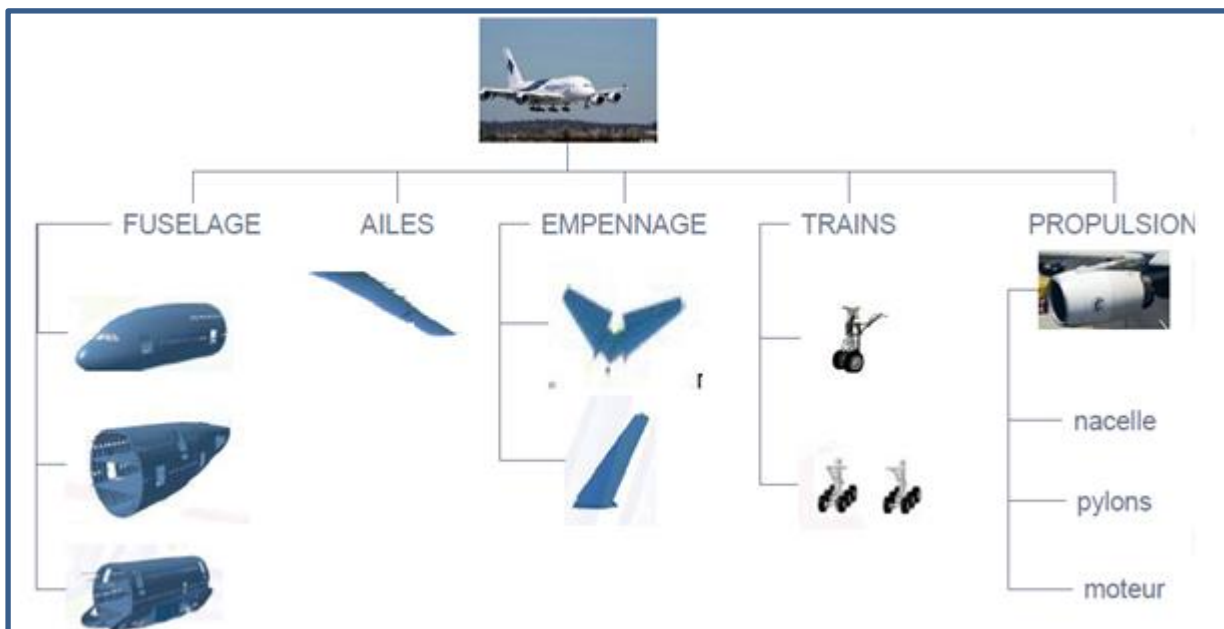 FUSELAGE
AILES
EMPENNAGE
TRAINS
PROPULSION
nacelle
pylons
moteur